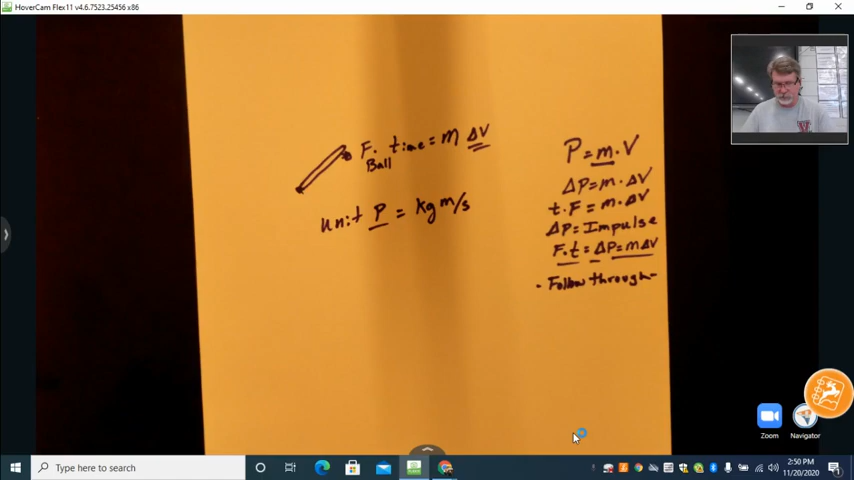 HoverCam Flex11 v4.6.7523.25456 x86
F. time = m ΔV
Ball
unit P = kg m/s
P = m · V
ΔP = m · ΔV
t. F = m · ΔV
ΔP = Impulse
F.t = ΔP = m ΔV
- Follow through -
Zoom
Navigator
Type here to search
2:50 PM
11/20/2020